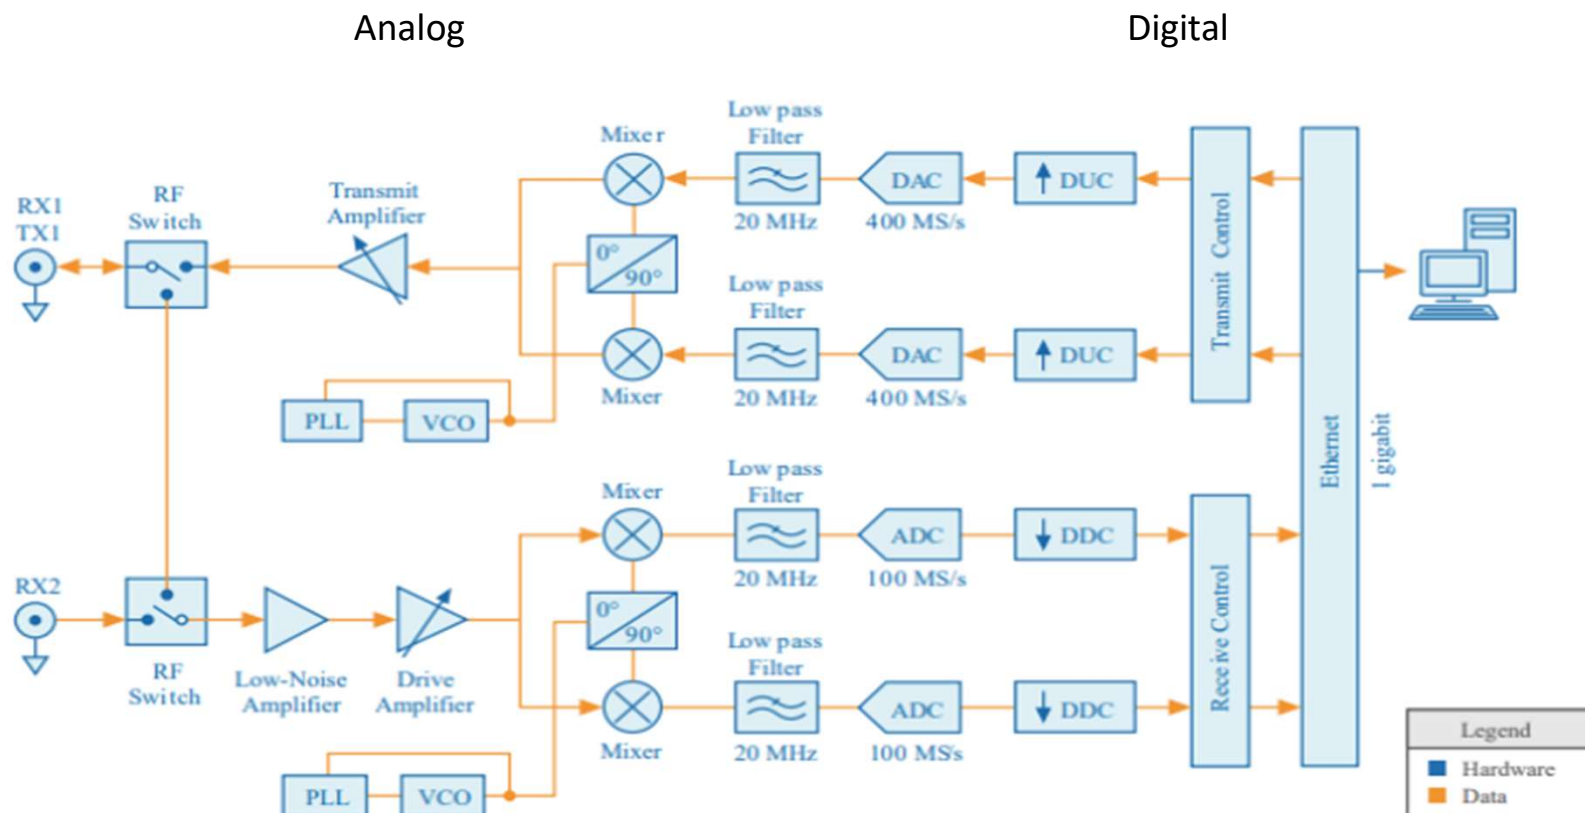 Analog
Digital
Low pass
Filter
Mixer
DAC
DUC
20 MHz
400 MS/s
RX1
TX1
RF
Switch
Transmit
Amplifier
0°
90°
Low pass
Filter
DAC
DUC
Mixer
20 MHz
400 MS/s
Transmit Control
PLL
VCO
Ethernet
1 gigabit
Low pass
Filter
Mixer
ADC
DDC
20 MHz
100 MS/s
RX2
RF
Switch
Low-Noise
Amplifier
Drive
Amplifier
0°
90°
Low pass
Filter
ADC
DDC
Mixer
20 MHz
100 MS/s
Receive Control
PLL
VCO
Legend
Hardware
Data